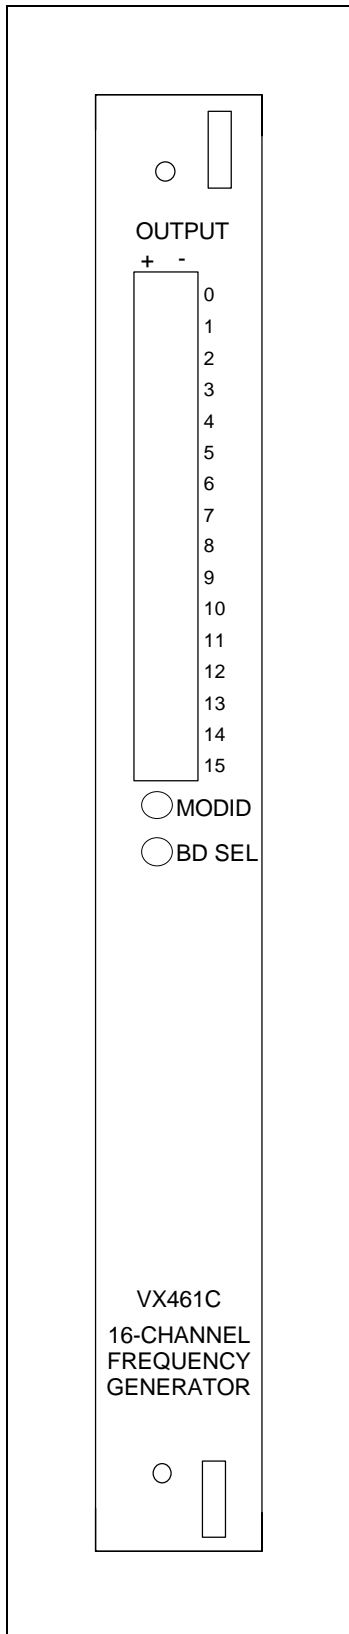 OUTPUT
+ -
0
1
2
3
4
5
6
7
8
9
10
11
12
13
14
15
MODID
BD SEL
VX461C
16-CHANNEL
FREQUENCY
GENERATOR